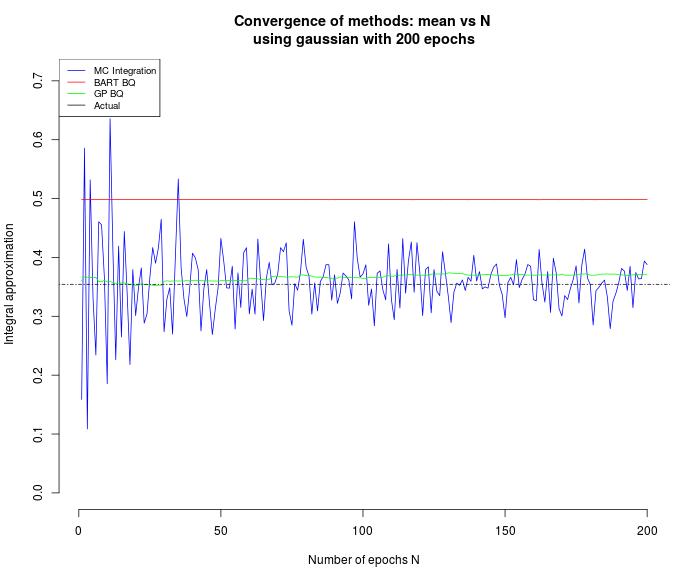 Convergence of methods: mean vs N
using gaussian with 200 epochs
MC Integration
BART BQ
GP BQ
Actual
Integral approximation
0.7
0.6
0.5
0.4
0.3
0.2
0.1
0.0
0
50
100
150
200
Number of epochs N